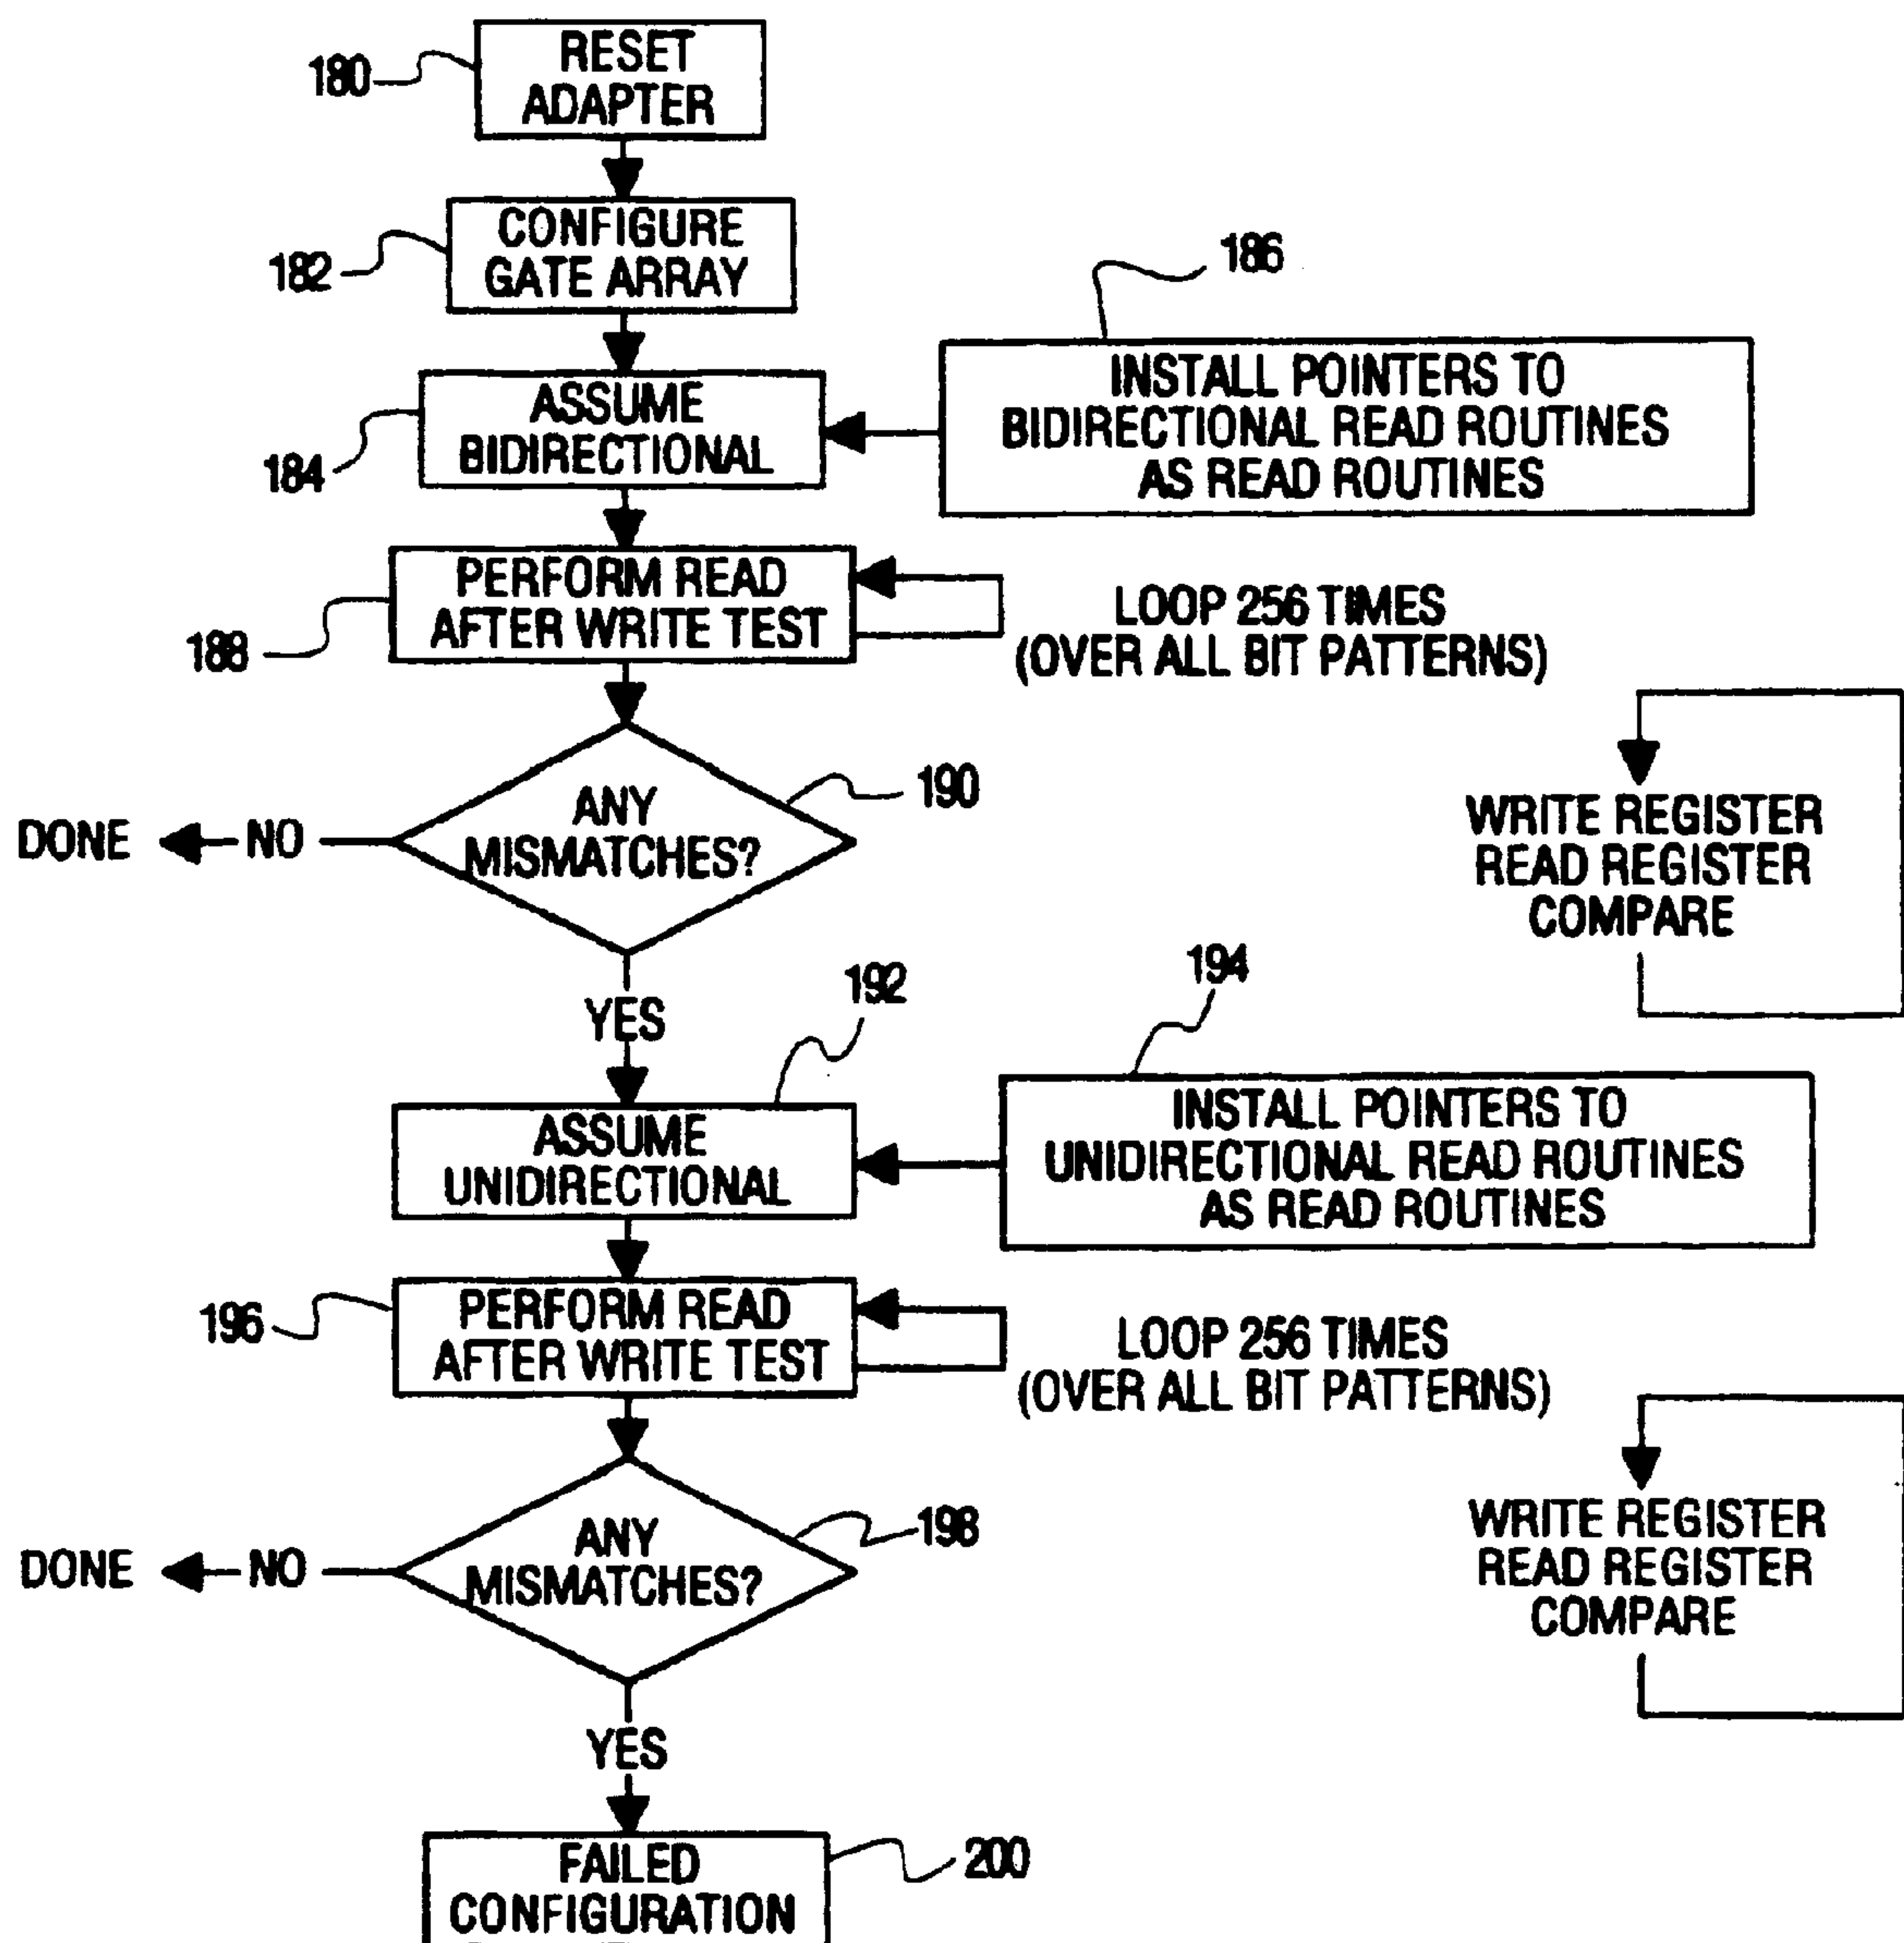 180
RESET
ADAPTER
182
CONFIGURE
GATE ARRAY
186
184
ASSUME
BIDIRECTIONAL
INSTALL POINTERS TO
BIDIRECTIONAL READ ROUTINES
AS READ ROUTINES
188
PERFORM READ
AFTER WRITE TEST
LOOP 256 TIMES
(OVER ALL BIT PATTERNS)
190
ANY
MISMATCHES?
NO
DONE
WRITE REGISTER
READ REGISTER
COMPARE
YES
192
194
ASSUME
UNIDIRECTIONAL
INSTALL POINTERS TO
UNIDIRECTIONAL READ ROUTINES
AS READ ROUTINES
196
PERFORM READ
AFTER WRITE TEST
LOOP 256 TIMES
(OVER ALL BIT PATTERNS)
198
ANY
MISMATCHES?
NO
DONE
WRITE REGISTER
READ REGISTER
COMPARE
YES
200
FAILED
CONFIGURATION